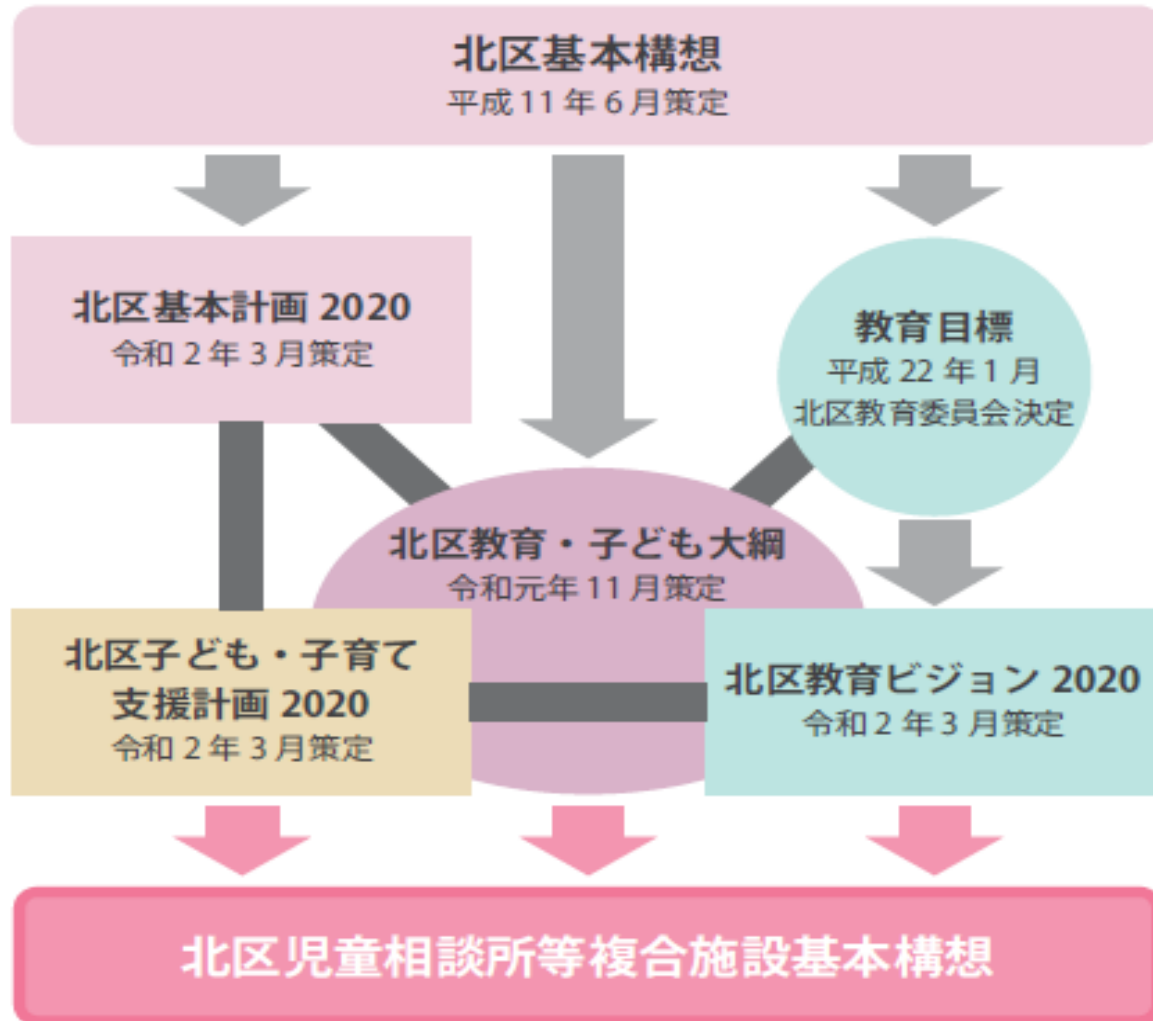 北区基本構想
平成11年6月策定
北区基本計画 2020
令和2年3月策定
教育目標
平成22年1月
北区教育委員会決定
北区教育・子ども大綱
令和元年11月策定
北区子ども・子育て
支援計画 2020
令和2年3月策定
北区教育ビジョン 2020
令和2年3月策定
北区児童相談所等複合施設基本構想